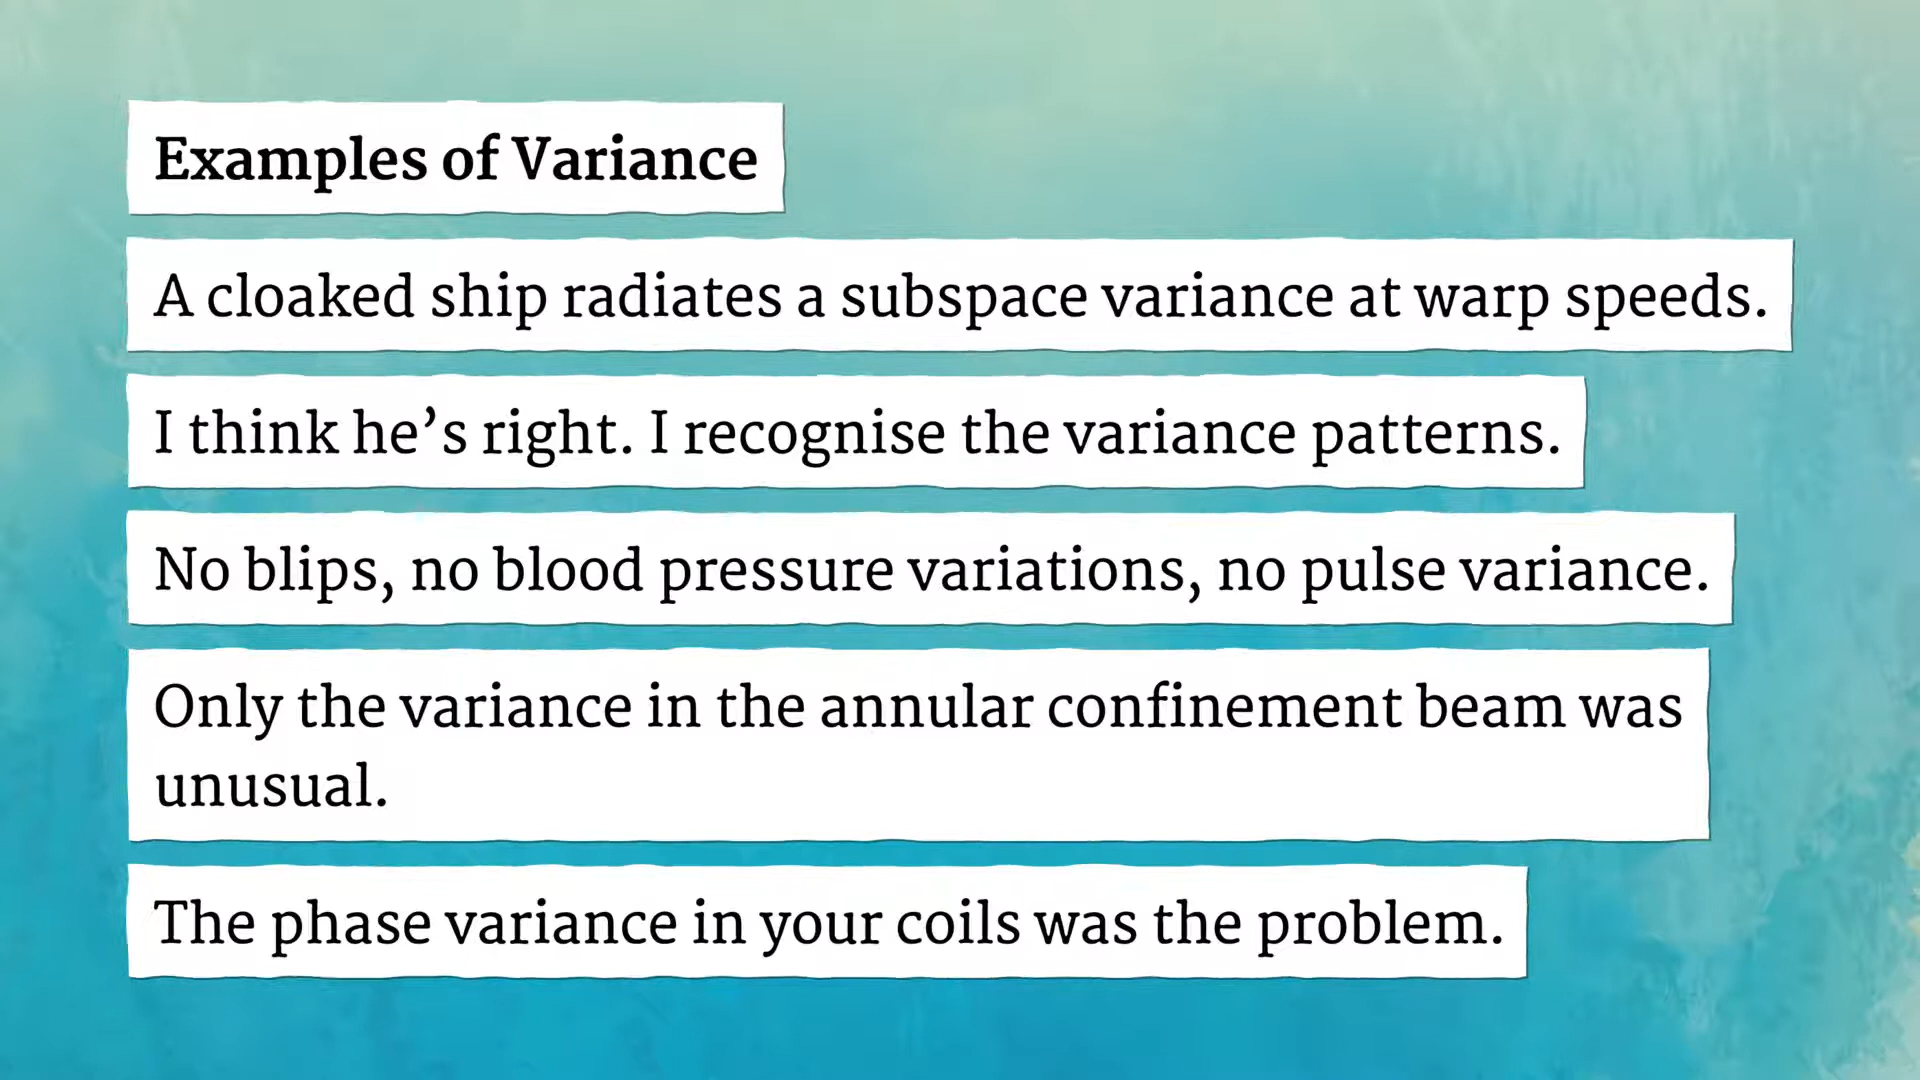 Examples of Variance
A cloaked ship radiates a subspace variance at warp speeds.
I think he’s right. I recognise the variance patterns.
No blips, no blood pressure variations, no pulse variance.
Only the variance in the annular confinement beam was
unusual.
The phase variance in your coils was the problem.